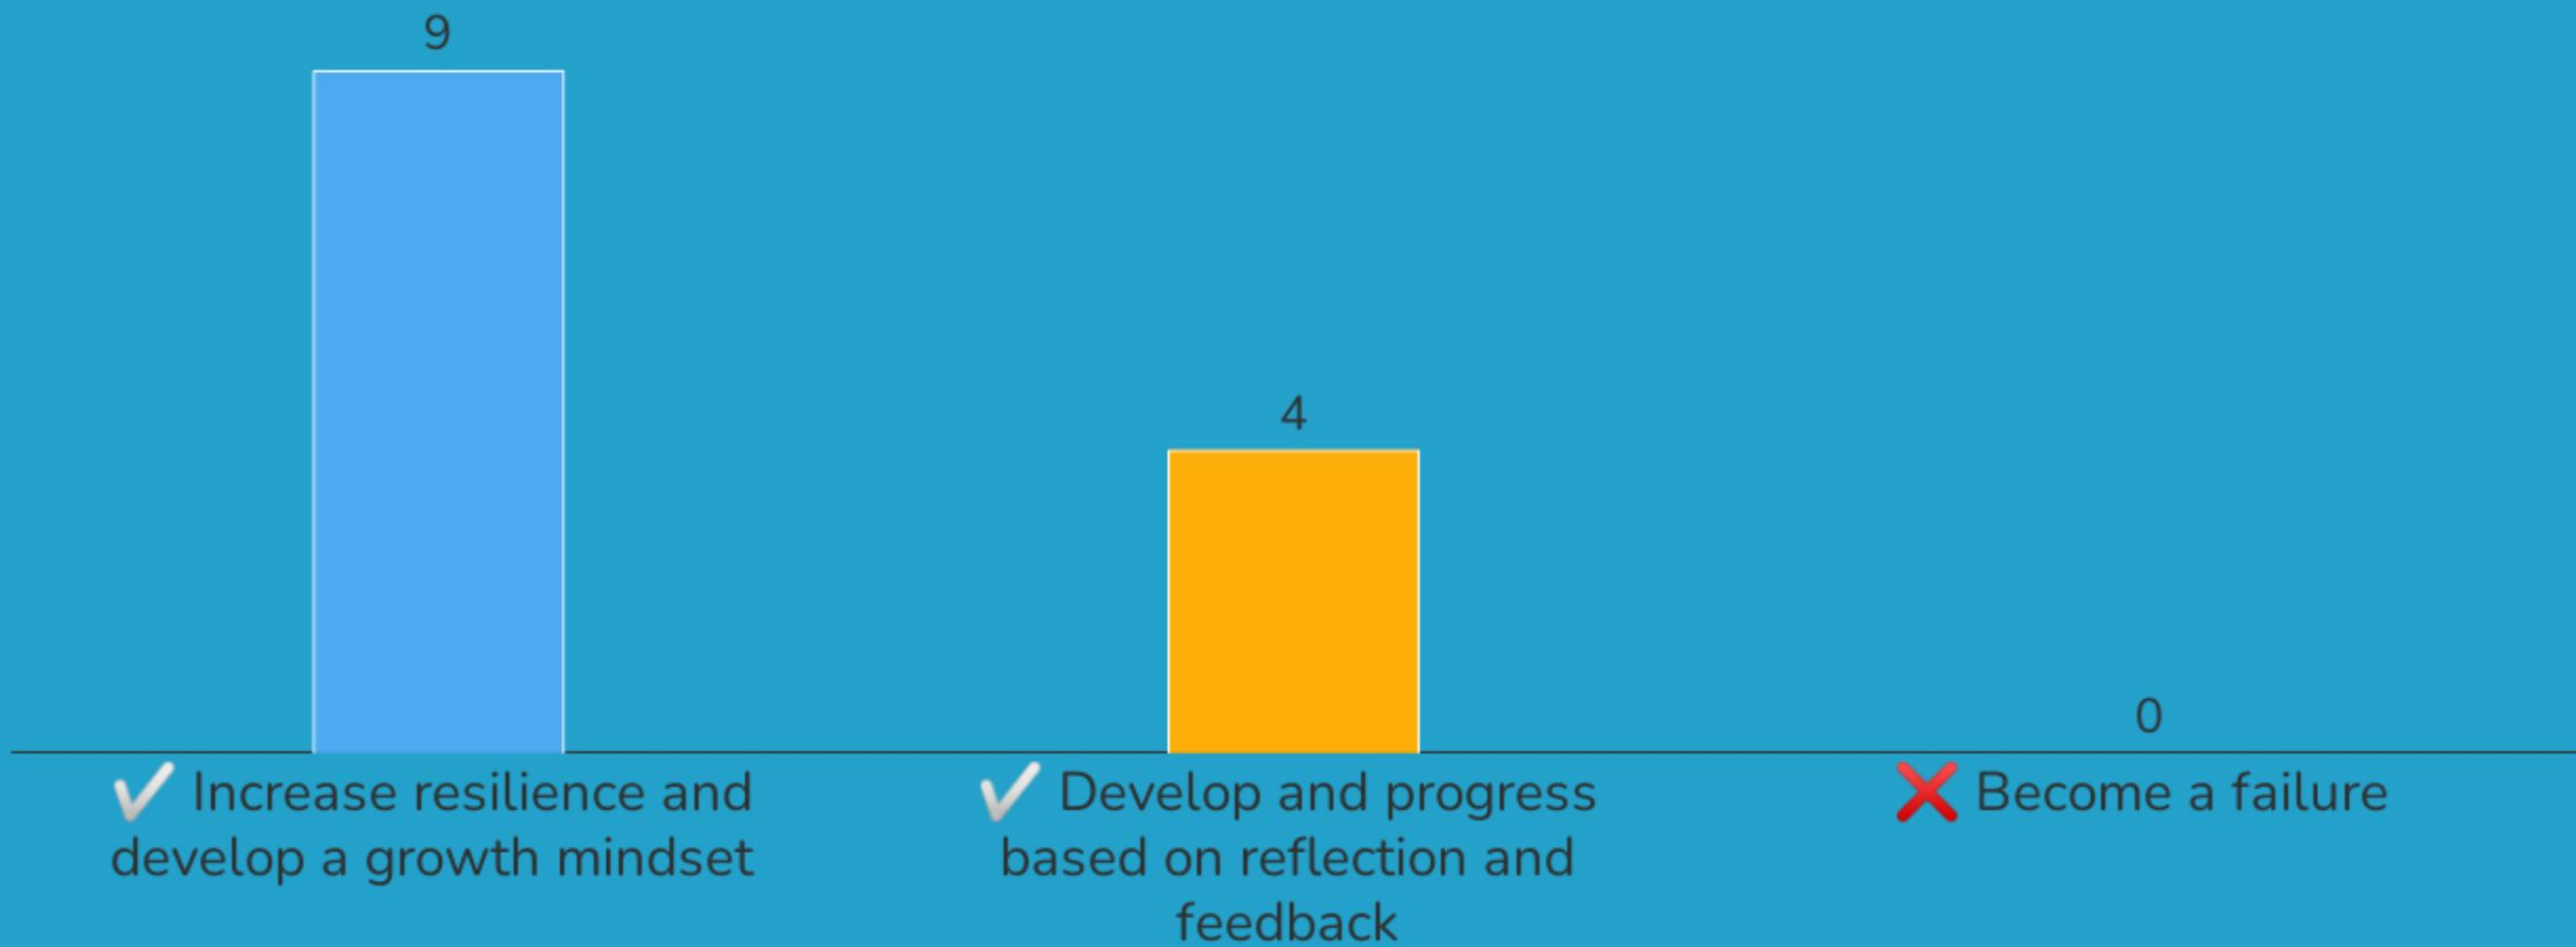 9
4
0
✔ Increase resilience and
develop a growth mindset
✔ Develop and progress
based on reflection and
feedback
❌ Become a failure